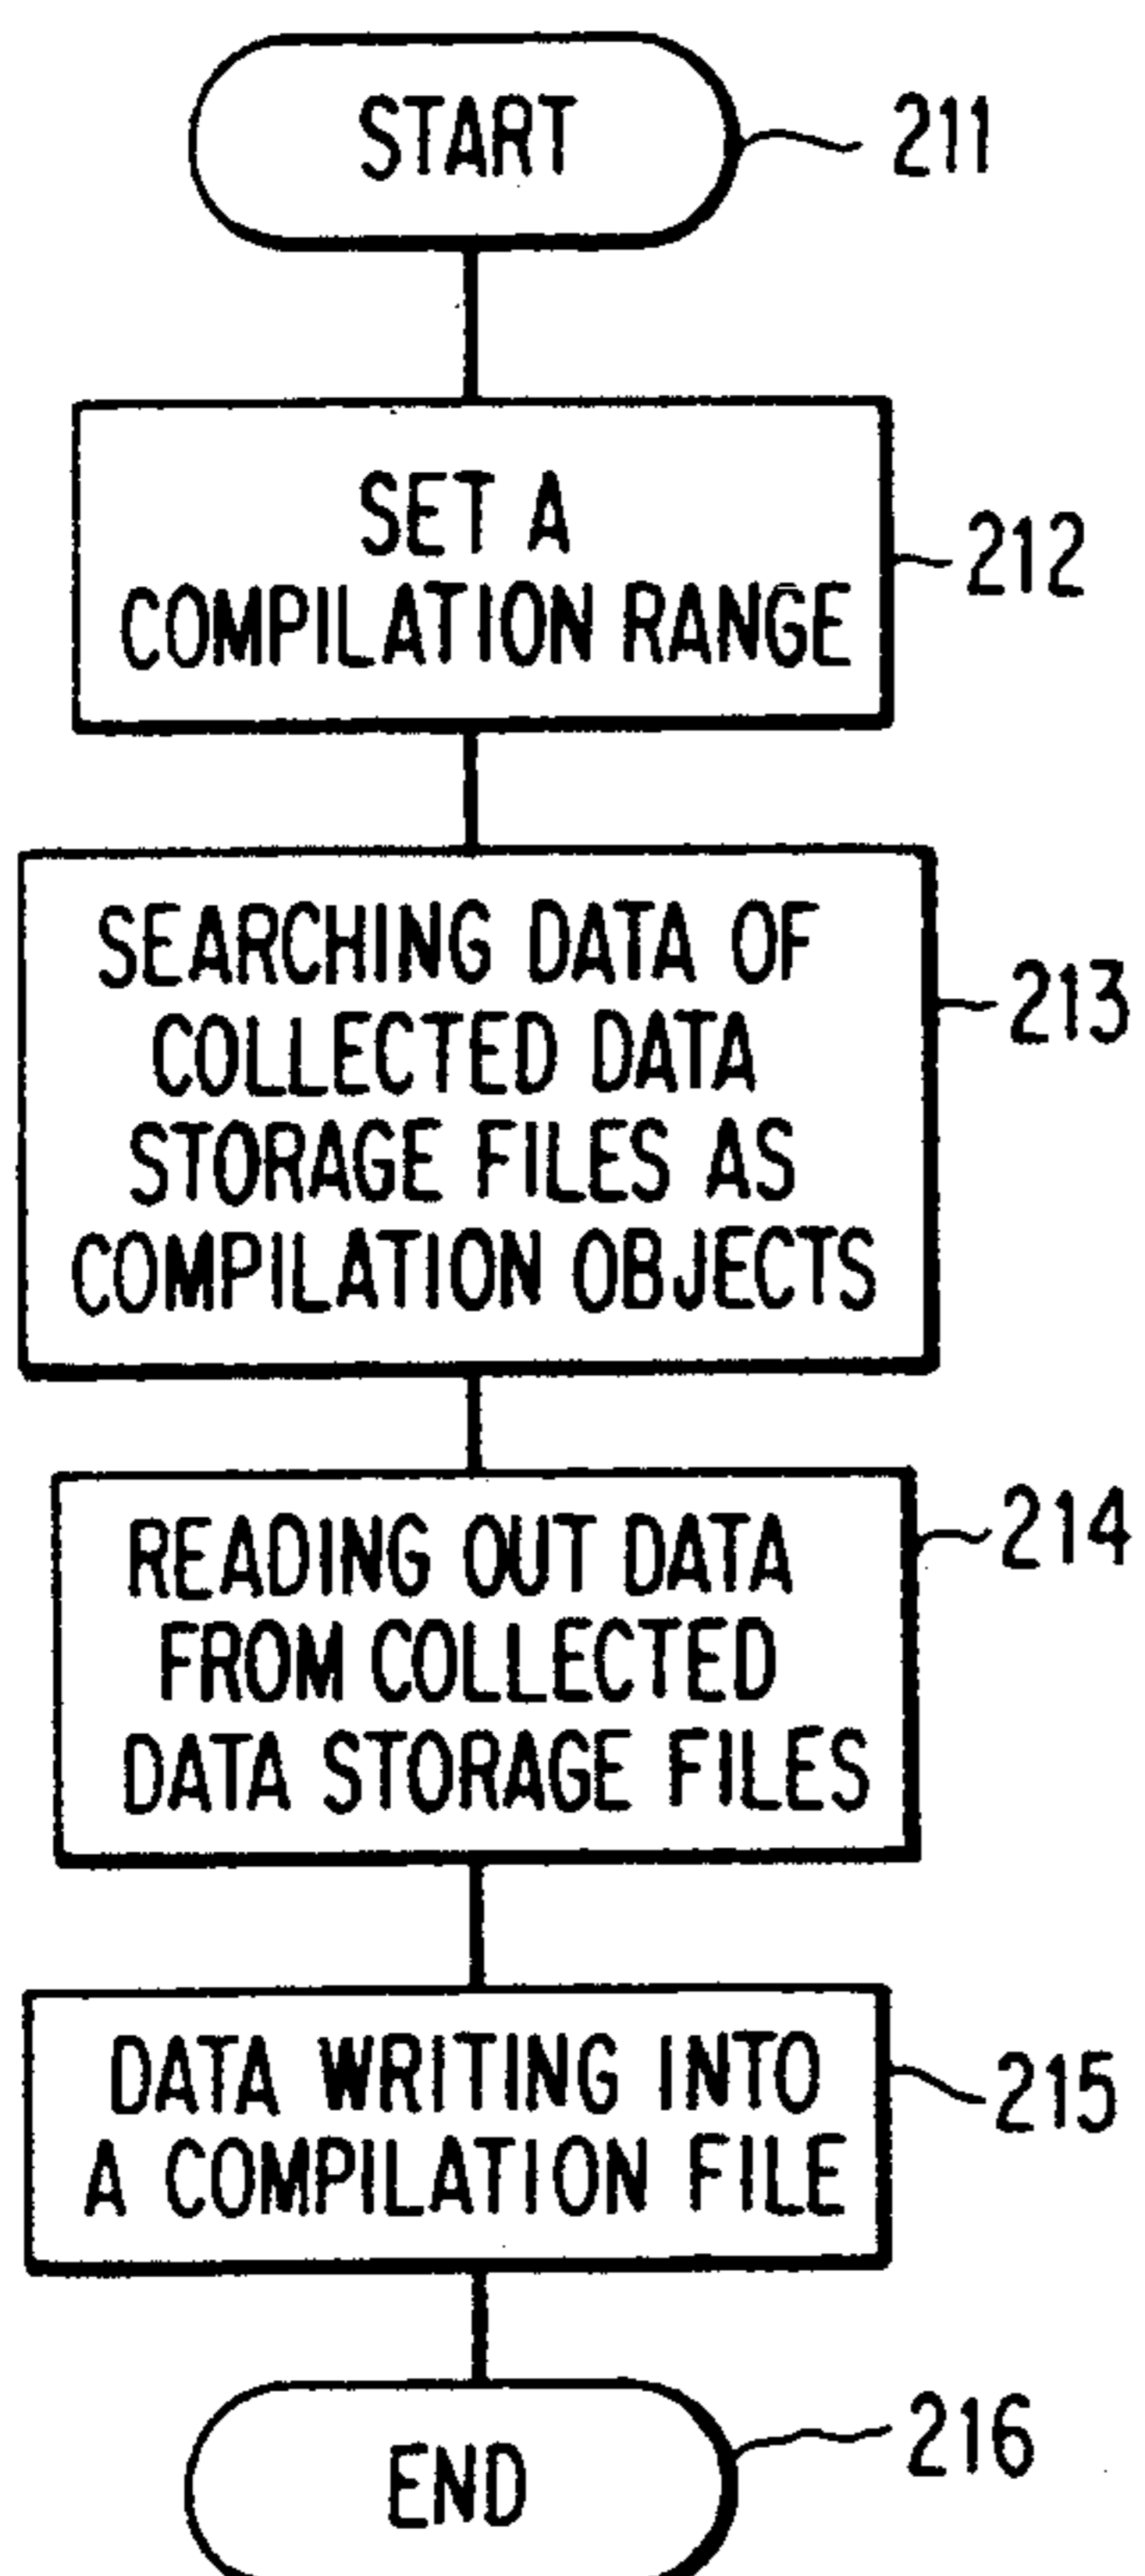 START
211
SET A
COMPILATION RANGE
212
SEARCHING DATA OF
COLLECTED DATA
STORAGE FILES AS
COMPILATION OBJECTS
213
READING OUT DATA
FROM COLLECTED
DATA STORAGE FILES
214
DATA WRITING INTO
A COMPILATION FILE
215
END
216